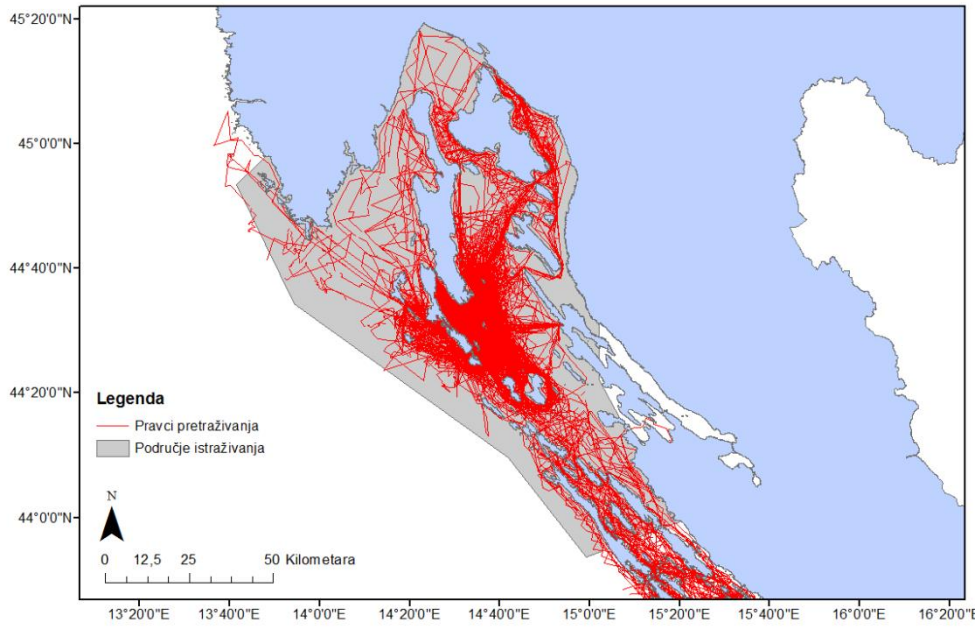 45°20'0"N
45°0'0"N
44°40'0"N
44°20'0"N
44°0'0"N
Legenda
Pravci pretraživanja
Područje istraživanja
N
0 12,5 25 50 Kilometara
13°20'0"E 13°40'0"E 14°0'0"E 14°20'0"E 14°40'0"E 15°0'0"E 15°20'0"E 15°40'0"E 16°0'0"E 16°20'0"E